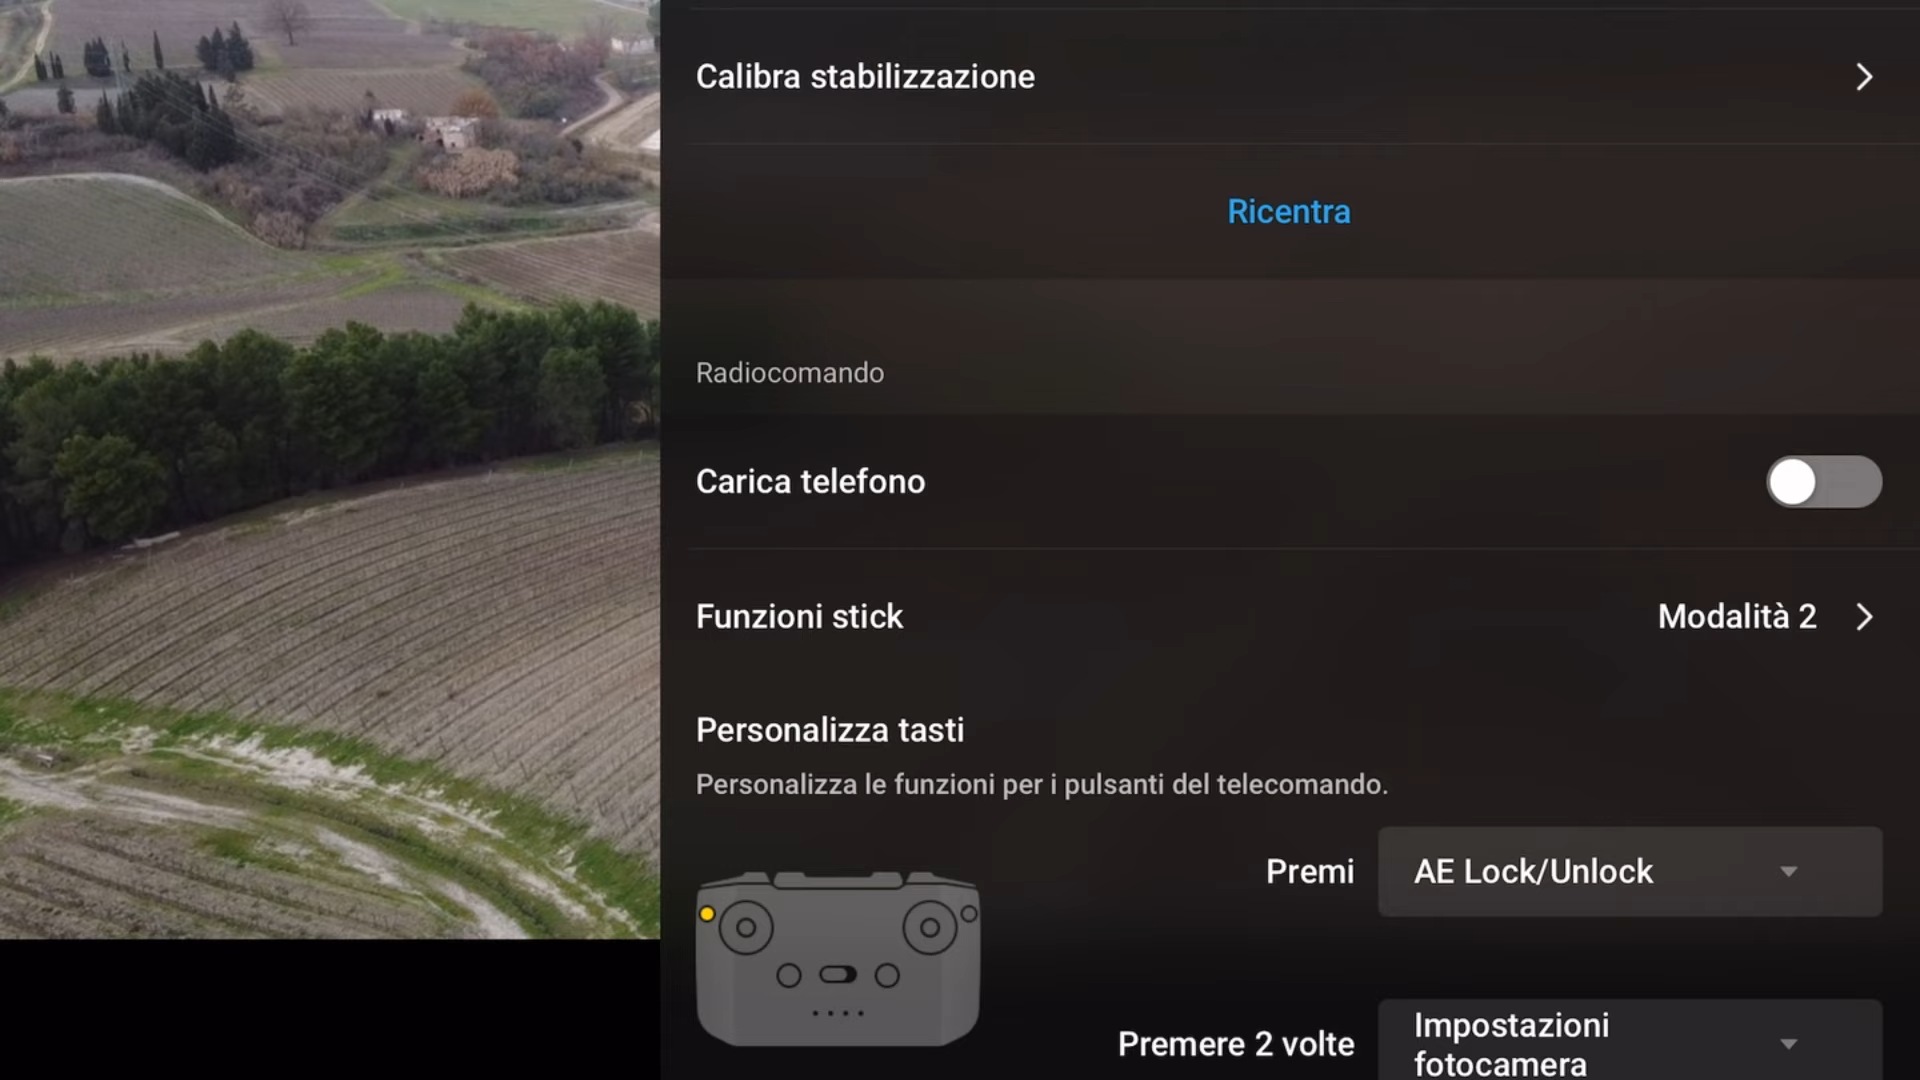 Calibra stabilizzazione
Ricentra
Radiocomando
Carica telefono
Funzioni stick Modalità 2
Personalizza tasti
Personalizza le funzioni per i pulsanti del telecomando.
Premi AE Lock/Unlock
Premere 2 volte Impostazioni
fotocamera